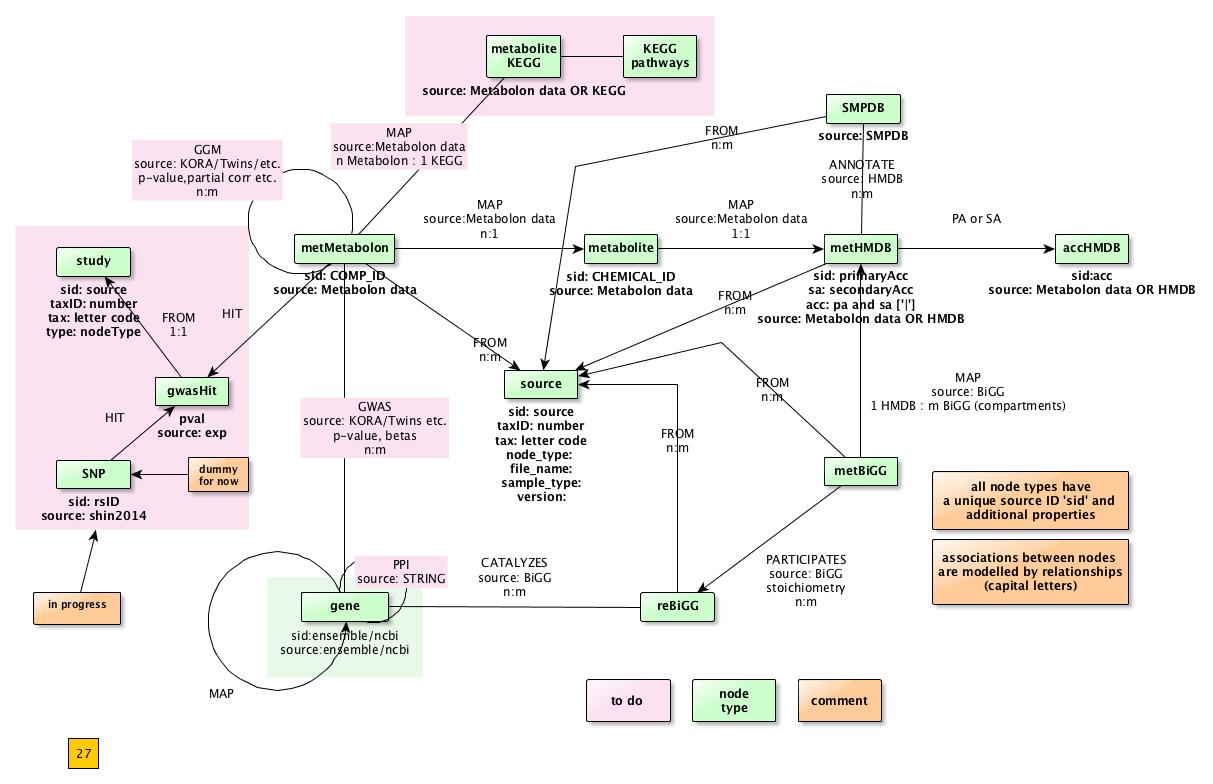 metabolite
KEGG
KEGG
pathways
source: Metabolon data OR KEGG
MAP
source:Metabolon data
n Metabolon : 1 KEGG
GGM
source: KORA/Twins/etc.
p-value,partial corr etc.
n:m
SMPDB
source: SMPDB
FROM
n:m
ANNOTATE
source: HMDB
n:m
metMetabolon
sid: COMP_ID
source: Metabolon data
MAP
source:Metabolon data
n:1
metabolite
sid: CHEMICAL_ID
source: Metabolon data
MAP
source:Metabolon data
1:1
metHMDB
sid: primaryAcc
sa: secondaryAcc
acc: pa and sa ['|']
source: Metabolon data OR HMDB
PA or SA
accHMDB
sid:acc
source: Metabolon data OR HMDB
study
sid: source
taxID: number
tax: letter code
type: nodeType
FROM
1:1
HIT
gwasHit
pval
source: exp
HIT
SNP
sid: rsID
source: shin2014
dummy
for now
in progress
FROM
n:m
FROM
n:m
source
sid: source
taxID: number
tax: letter code
node_type:
file_name:
sample_type:
version:
FROM
n:m
FROM
n:m
GWAS
source: KORA/Twins etc.
p-value, betas
n:m
MAP
source: BiGG
1 HMDB : m BiGG (compartments)
metBiGG
all node types have
a unique source ID 'sid' and
additional properties
associations between nodes
are modelled by relationships
(capital letters)
PPI
source: STRING
CATALYZES
source: BiGG
n:m
PARTICIPATES
source: BiGG
stoichiometry
n:m
gene
sid:ensemble/ncbi
source:ensemble/ncbi
MAP
reBiGG
to do
node
type
comment
27